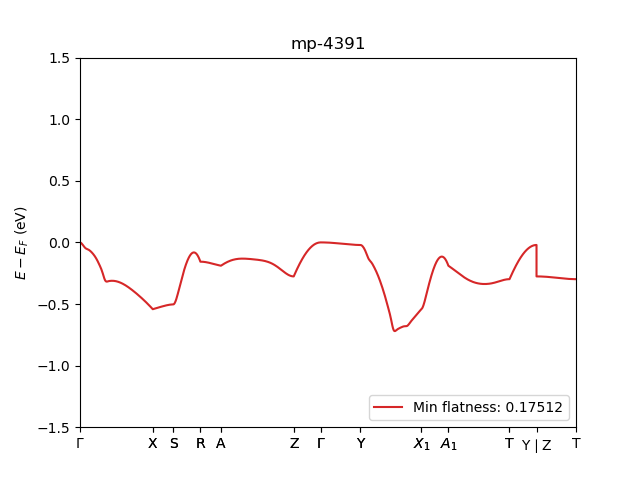 mp-4391
E − E_F (eV)
1.5
1.0
0.5
0.0
−0.5
−1.0
−1.5
Min flatness: 0.17512
Γ X S R A Z Γ Y X₁ A₁ T Y | Z T